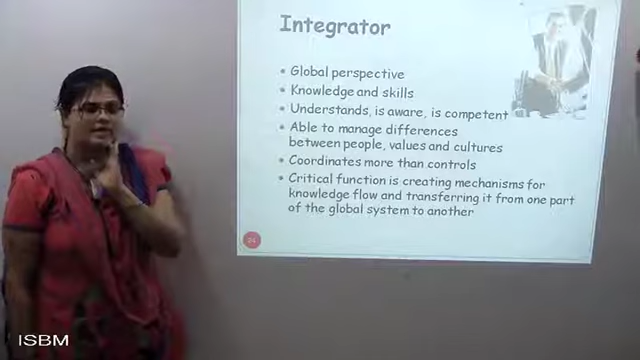 Integrator
• Global perspective
• Knowledge and skills
• Understands, is aware, is competent
• Able to manage differences
between people, values and cultures
• Coordinates more than controls
• Critical function is creating mechanisms for
knowledge flow and transferring it from one part
of the global system to another
ISBM